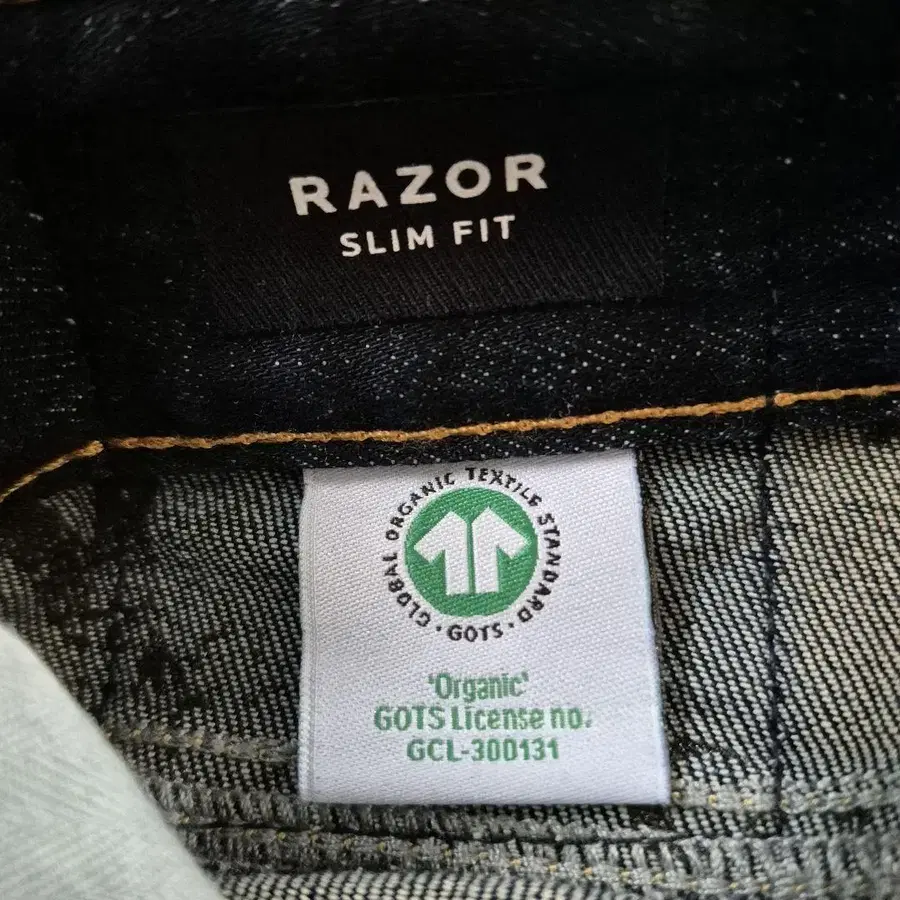 RAZOR
SLIM FIT
GLOBAL ORGANIC TEXTILE STANDARD
· GOTS ·
'Organic'
GOTS License no.
GCL-300131